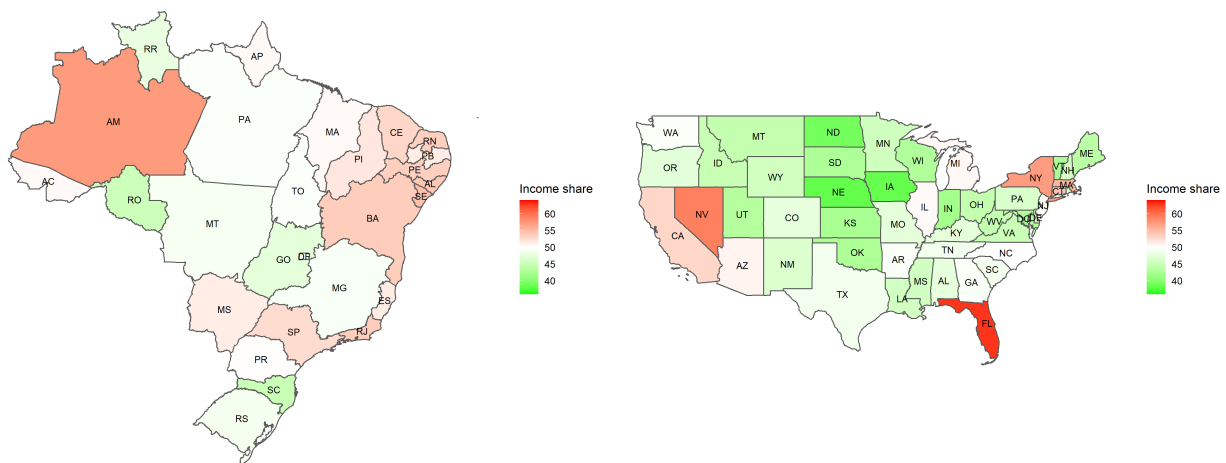 RR
AP
AM
PA
MA
CE
RN
PI
PB
PE
AL
SE
AC
RO
TO
BA
MT
GO
DF
MG
ES
MS
SP
RJ
PR
SC
RS
Income share
60
55
50
45
40
WA
MT
ND
MN
ME
OR
ID
SD
WI
MI
VT
NH
NY
MA
CT
WY
NE
IA
PA
NJ
NV
UT
CO
KS
MO
IL
IN
OH
WV
VA
DC
DE
KY
CA
AZ
NM
OK
AR
TN
NC
SC
MS
AL
GA
TX
LA
FL
Income share
60
55
50
45
40